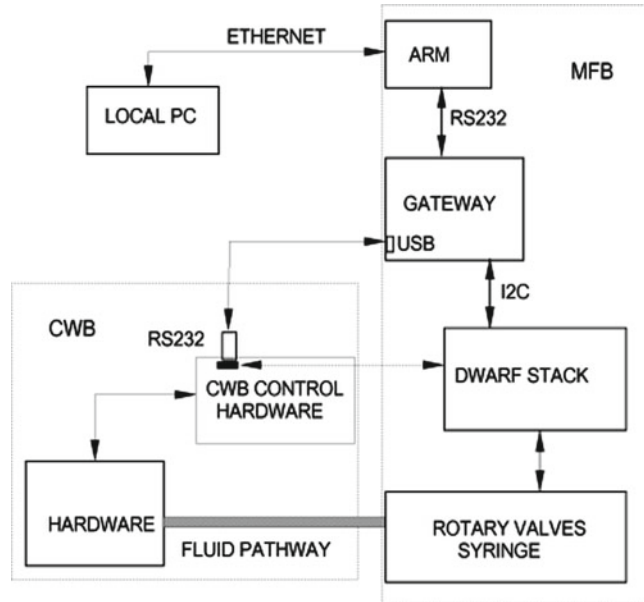 ETHERNET
ARM
MFB
LOCAL PC
RS232
GATEWAY
USB
I2C
CWB
RS232
CWB CONTROL
HARDWARE
DWARF STACK
HARDWARE
FLUID PATHWAY
ROTARY VALVES
SYRINGE